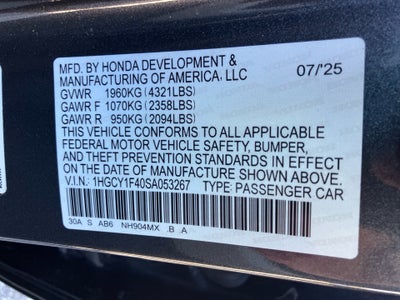 MFD. BY HONDA DEVELOPMENT &
MANUFACTURING OF AMERICA, LLC 07/'25
GVWR 1960KG (4321LBS)
GAWR F 1070KG (2358LBS)
GAWR R 950KG (2094LBS)
THIS VEHICLE CONFORMS TO ALL APPLICABLE
FEDERAL MOTOR VEHICLE SAFETY, BUMPER,
AND THEFT PREVENTION STANDARDS IN EFFECT
ON THE DATE OF MANUFACTURE SHOWN ABOVE.
V.I.N.: 1HGCY1F40SA053267 TYPE: PASSENGER CAR
30A S AB6 NH904MX .B .A